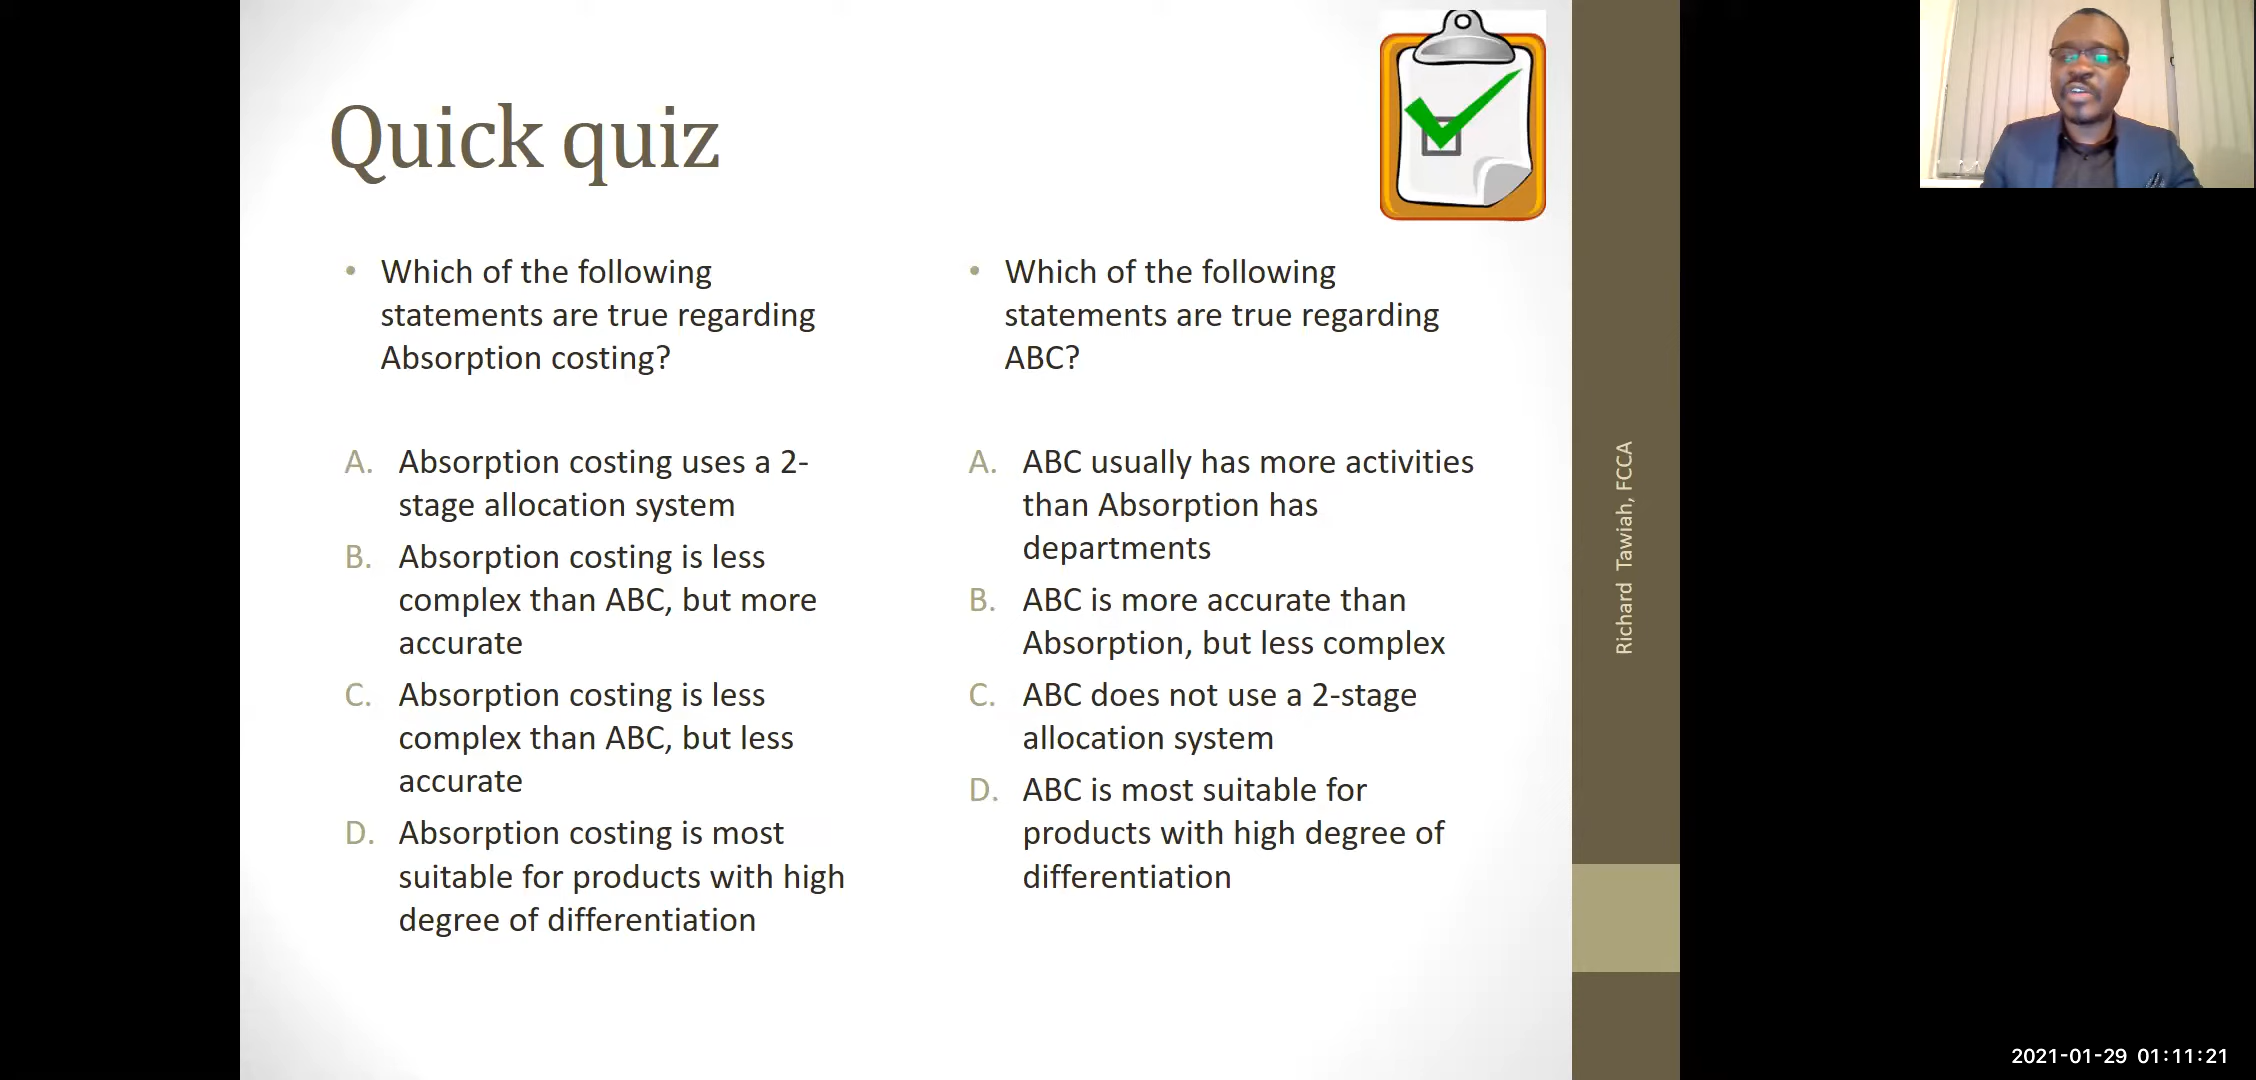 Quick quiz
• Which of the following
statements are true regarding
Absorption costing?
A. Absorption costing uses a 2-
stage allocation system
B. Absorption costing is less
complex than ABC, but more
accurate
C. Absorption costing is less
complex than ABC, but less
accurate
D. Absorption costing is most
suitable for products with high
degree of differentiation
• Which of the following
statements are true regarding
ABC?
A. ABC usually has more activities
than Absorption has
departments
B. ABC is more accurate than
Absorption, but less complex
C. ABC does not use a 2-stage
allocation system
D. ABC is most suitable for
products with high degree of
differentiation
Richard Tawiah, FCCA
2021-01-29 01:11:21